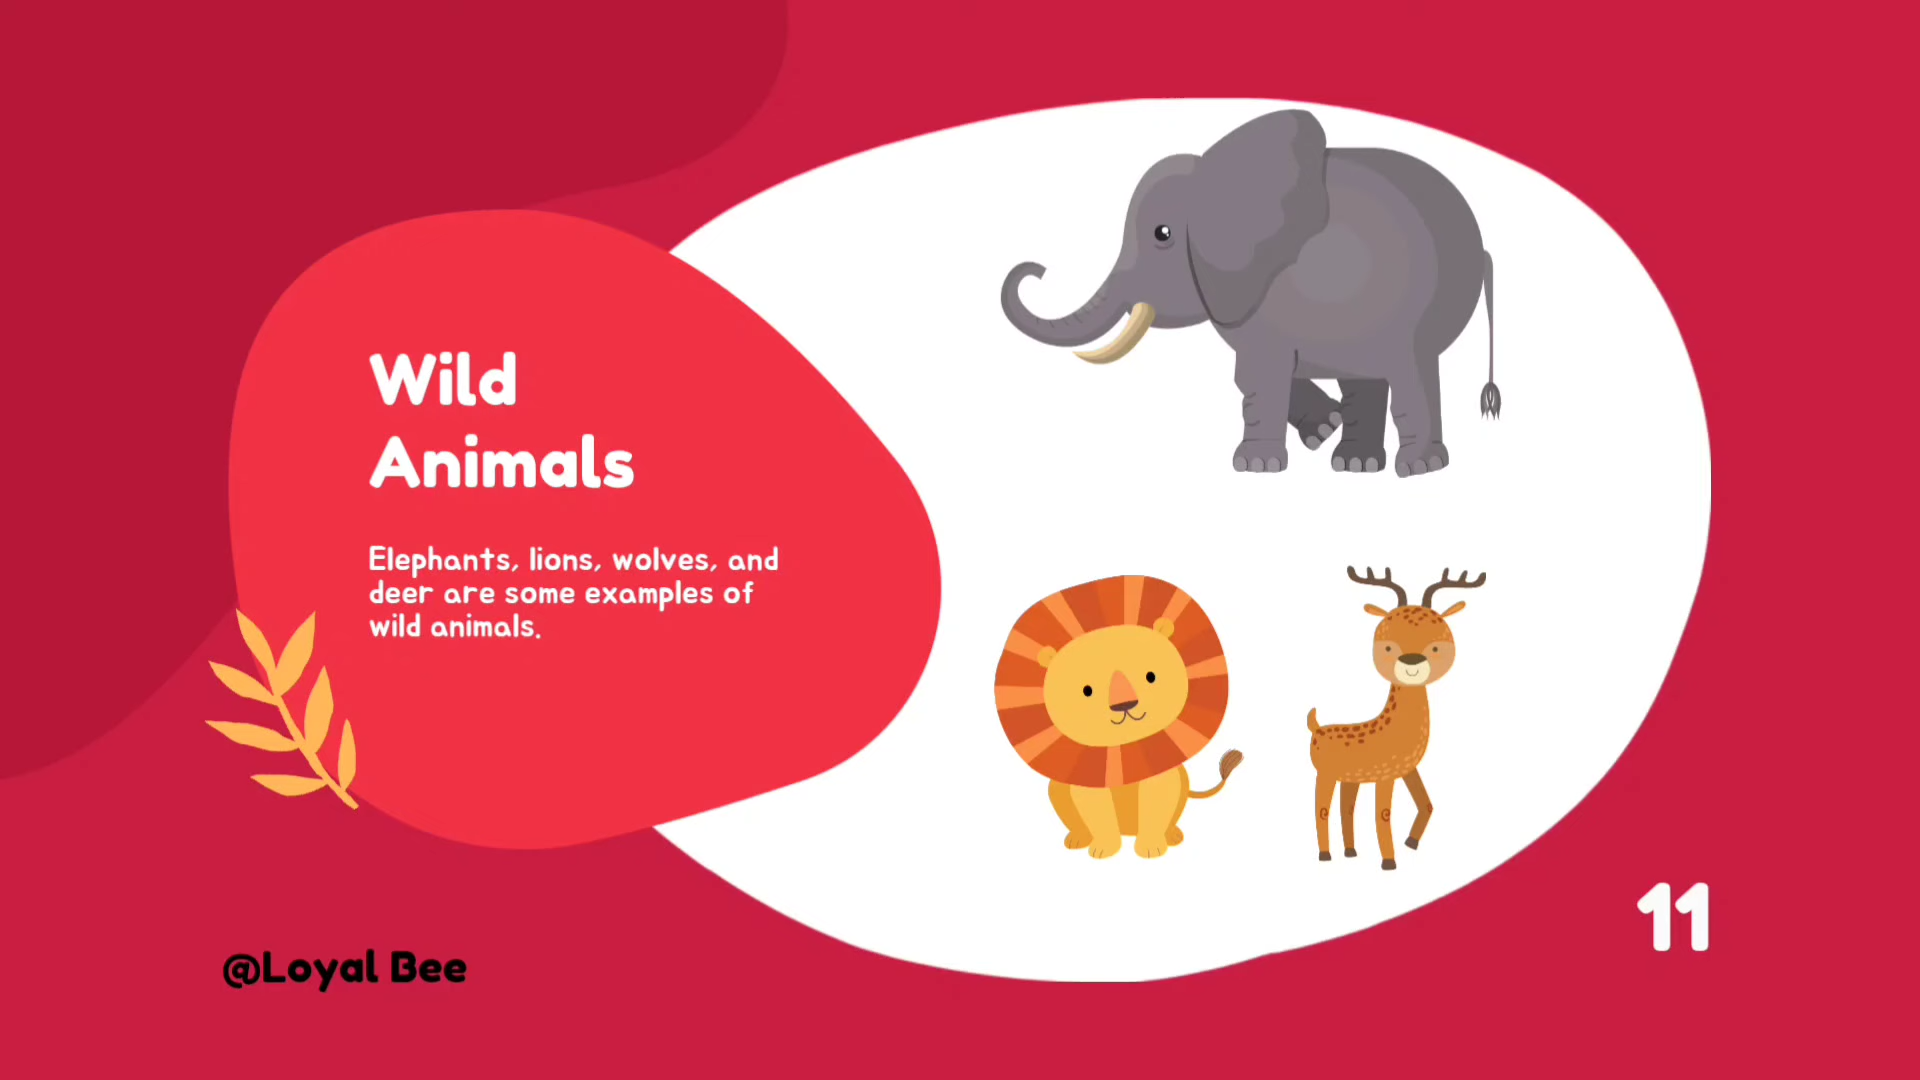 Wild
Animals
Elephants, lions, wolves, and
deer are some examples of
wild animals.
@Loyal Bee
11